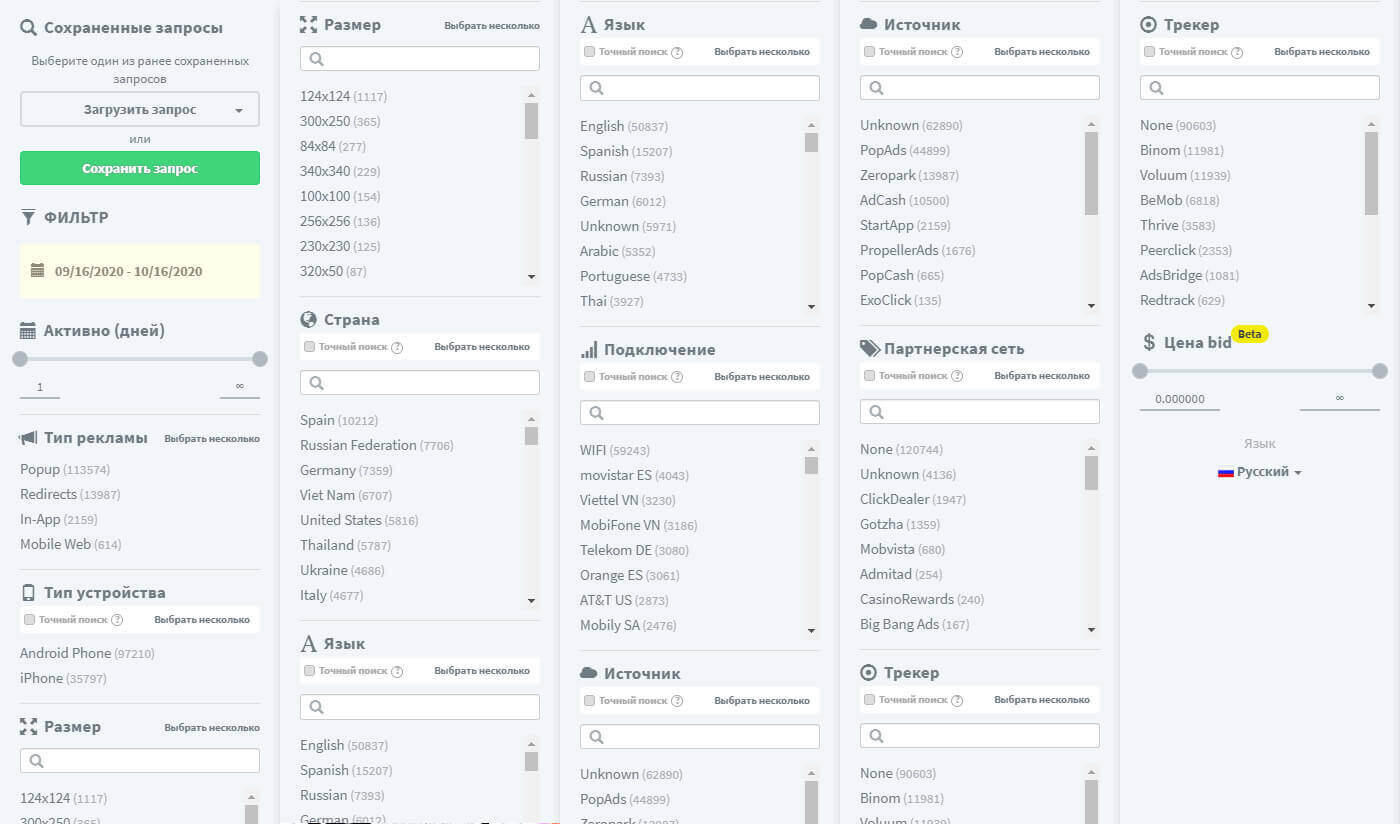 Сохраненные запросы
Выберите один из ранее сохраненных
запросов
Загрузить запрос
или
Сохранить запрос
ФИЛЬТР
09/16/2020 - 10/16/2020
Активно (дней)
1 ∞
Тип рекламы Выбрать несколько
Popup (113574)
Redirects (13987)
In-App (2159)
Mobile Web (614)
Тип устройства
Точный поиск ? Выбрать несколько
Android Phone (97210)
iPhone (35797)
Размер Выбрать несколько
124x124 (1117)
300x250 (365)
Размер Выбрать несколько
124x124 (1117)
300x250 (365)
84x84 (277)
340x340 (229)
100x100 (154)
256x256 (136)
230x230 (125)
320x50 (87)
Страна
Точный поиск ? Выбрать несколько
Spain (10212)
Russian Federation (7706)
Germany (7359)
Viet Nam (6707)
United States (5816)
Thailand (5787)
Ukraine (4686)
Italy (4677)
Язык
Точный поиск ? Выбрать несколько
English (50837)
Spanish (15207)
Russian (7393)
German (6012)
Язык
Точный поиск ? Выбрать несколько
English (50837)
Spanish (15207)
Russian (7393)
German (6012)
Unknown (5971)
Arabic (5352)
Portuguese (4733)
Thai (3927)
Подключение
Точный поиск ? Выбрать несколько
WIFI (59243)
movistar ES (4043)
Viettel VN (3230)
MobiFone VN (3186)
Telekom DE (3080)
Orange ES (3061)
AT&T US (2873)
Mobily SA (2476)
Источник
Точный поиск ? Выбрать несколько
Unknown (62890)
PopAds (44899)
Zeropark (13987)
Источник
Точный поиск ? Выбрать несколько
Unknown (62890)
PopAds (44899)
Zeropark (13987)
AdCash (10500)
StartApp (2159)
PropellerAds (1676)
PopCash (665)
ExoClick (135)
Партнерская сеть
Точный поиск ? Выбрать несколько
None (120744)
Unknown (4136)
ClickDealer (1947)
Gotzha (1359)
Mobvista (680)
Admitad (254)
CasinoRewards (240)
Big Bang Ads (167)
Трекер
Точный поиск ? Выбрать несколько
None (90603)
Binom (11981)
Voluum (11939)
Трекер
Точный поиск ? Выбрать несколько
None (90603)
Binom (11981)
Voluum (11939)
BeMob (6818)
Thrive (3583)
Peerclick (2353)
AdsBridge (1081)
Redtrack (629)
Цена bid Beta
0.000000 ∞
Язык
Русский